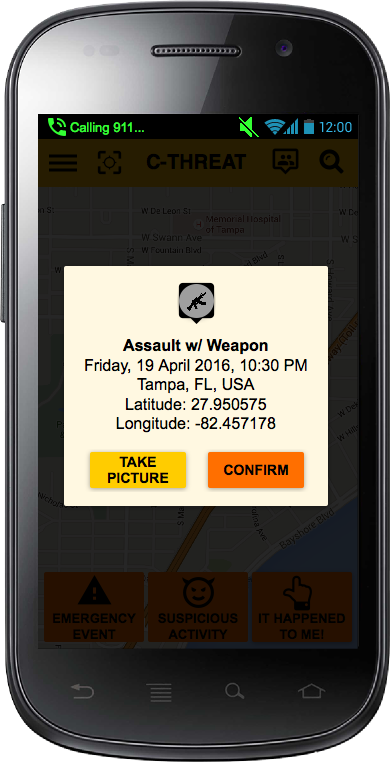 Calling 911... 12:00
C-THREAT
W De Leon St
Memorial Hospital
of Tampa
W Swann Ave
W Fountain Blvd
Assault w/ Weapon
Friday, 19 April 2016, 10:30 PM
Tampa, FL, USA
Latitude: 27.950575
Longitude: -82.457178
TAKE
PICTURE
CONFIRM
Bayshore Blvd
EMERGENCY
EVENT
SUSPICIOUS
ACTIVITY
IT HAPPENED
TO ME!